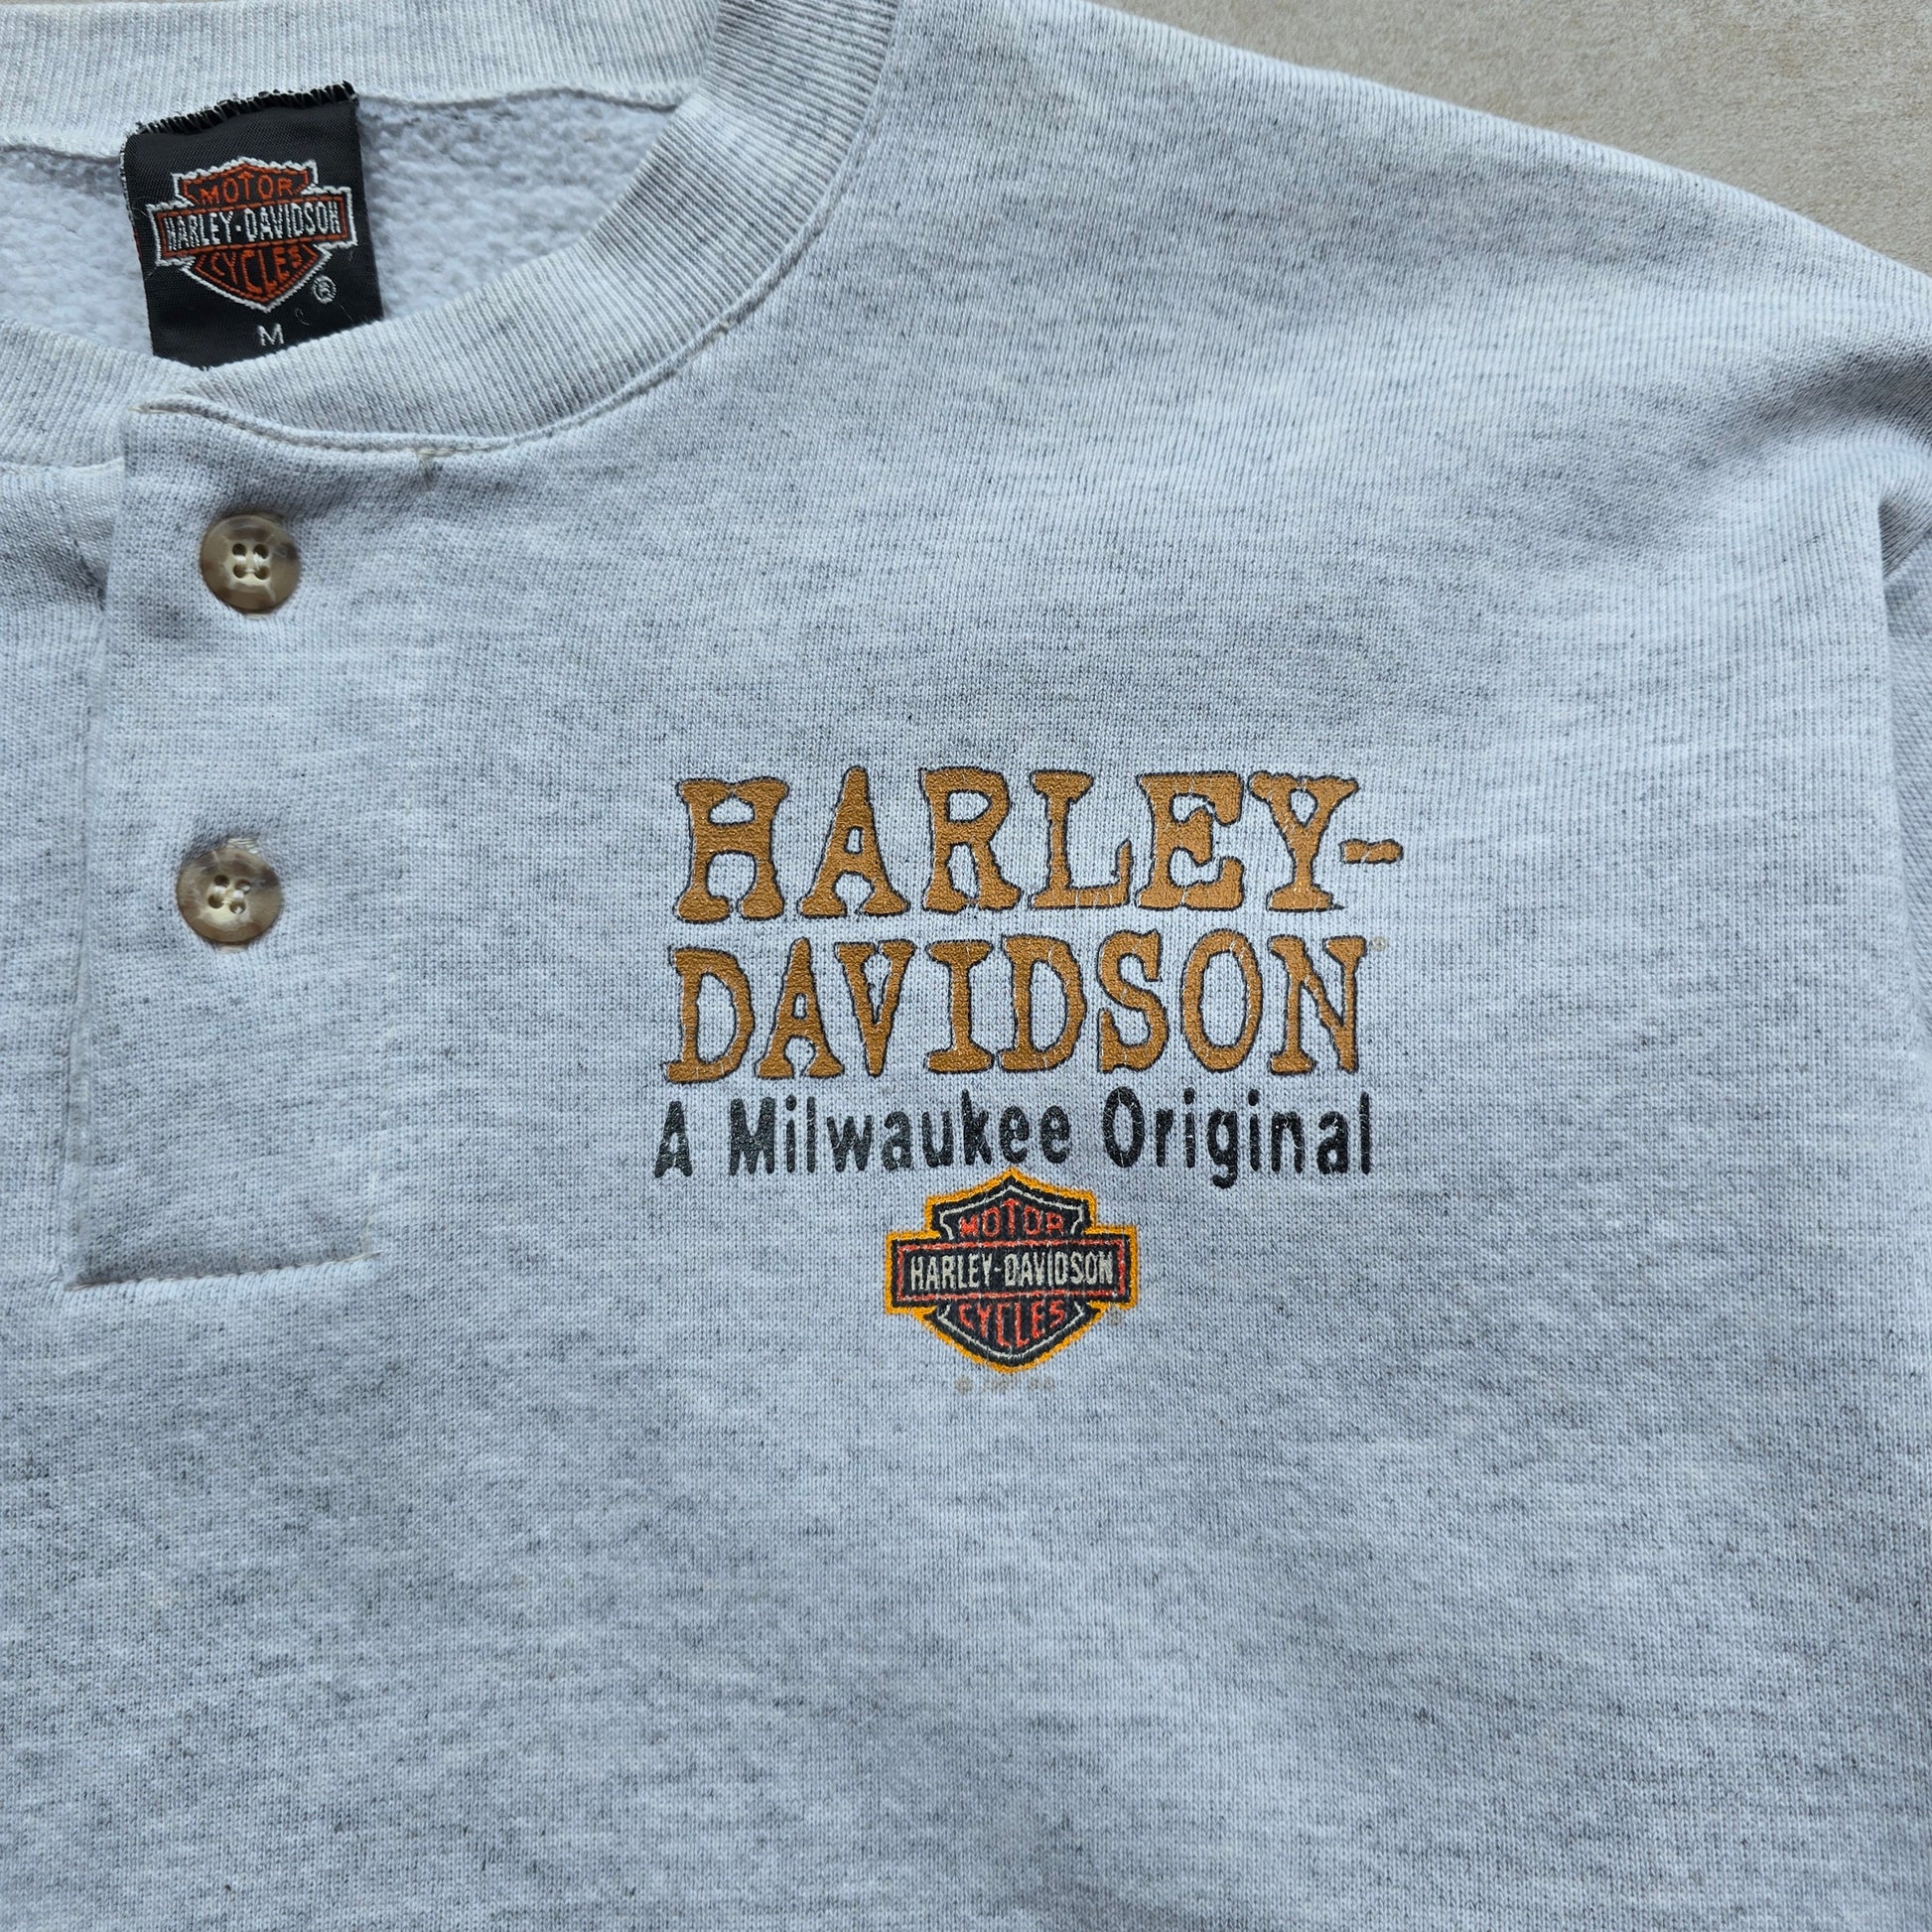 MOTOR
HARLEY-DAVIDSON
CYCLES
®
M
HARLEY-
DAVIDSON®
A Milwaukee Original
MOTOR
HARLEY-DAVIDSON
CYCLES